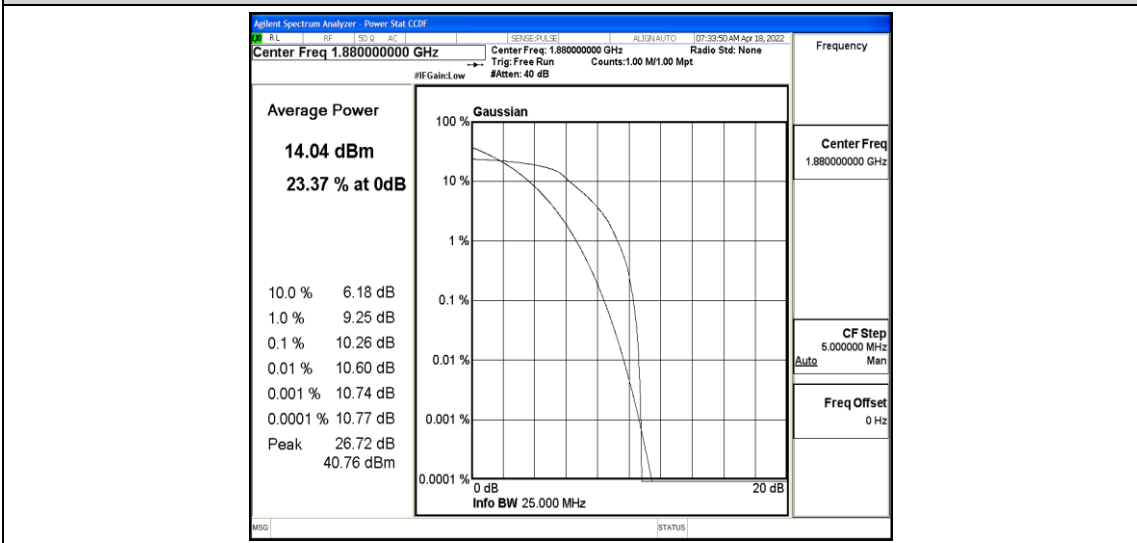 Agilent Spectrum Analyzer - Power Stat CCDF
RL RF 50 Ω AC SENSE:PULSE ALIGN AUTO 07:33:50 AM Apr 18, 2022
Center Freq 1.880000000 GHz
Center Freq: 1.880000000 GHz Radio Std: None
Trig: Free Run Counts:1.00 M/1.00 Mpt
#IFGain:Low #Atten: 40 dB
Frequency
Average Power
14.04 dBm
23.37 % at 0dB
10.0 % 6.18 dB
1.0 % 9.25 dB
0.1 % 10.26 dB
0.01 % 10.60 dB
0.001 % 10.74 dB
0.0001 % 10.77 dB
Peak 26.72 dB
40.76 dBm
Gaussian
100 %
10 %
1 %
0.1 %
0.01 %
0.001 %
0.0001 %
0 dB 20 dB
Info BW 25.000 MHz
Center Freq
1.880000000 GHz
CF Step
5.000000 MHz
Auto Man
Freq Offset
0 Hz
MSG STATUS